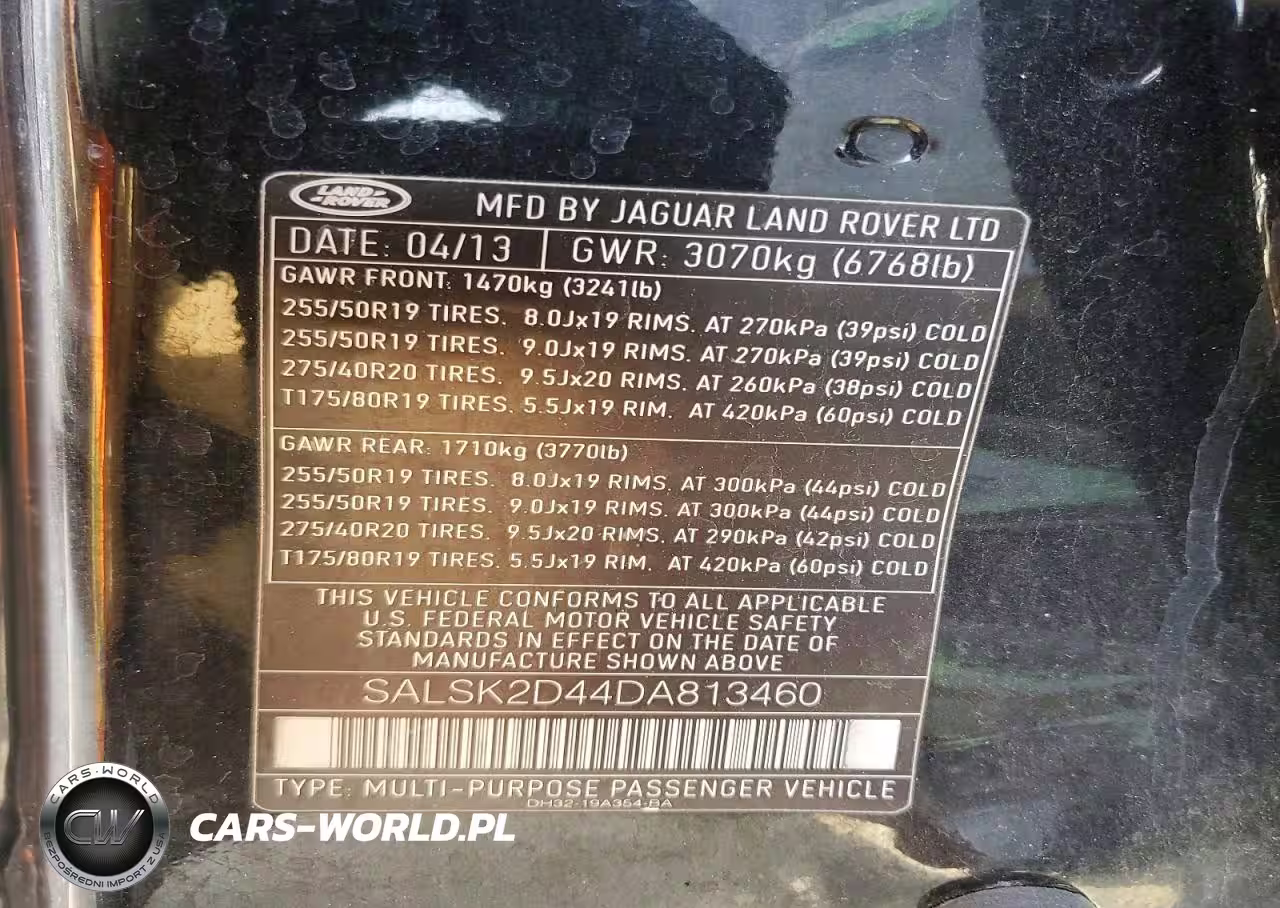 LAND ROVER
MFD BY JAGUAR LAND ROVER LTD
DATE: 04/13 GWR: 3070kg (6768lb)
GAWR FRONT: 1470kg (3241lb)
255/50R19 TIRES. 8.0Jx19 RIMS. AT 270kPa (39psi) COLD
255/50R19 TIRES. 9.0Jx19 RIMS. AT 270kPa (39psi) COLD
275/40R20 TIRES. 9.5Jx20 RIMS. AT 260kPa (38psi) COLD
T175/80R19 TIRES. 5.5Jx19 RIM. AT 420kPa (60psi) COLD
GAWR REAR: 1710kg (3770lb)
255/50R19 TIRES. 8.0Jx19 RIMS. AT 300kPa (44psi) COLD
255/50R19 TIRES. 9.0Jx19 RIMS. AT 300kPa (44psi) COLD
275/40R20 TIRES. 9.5Jx20 RIMS. AT 290kPa (42psi) COLD
T175/80R19 TIRES. 5.5Jx19 RIM. AT 420kPa (60psi) COLD
THIS VEHICLE CONFORMS TO ALL APPLICABLE
U.S. FEDERAL MOTOR VEHICLE SAFETY
STANDARDS IN EFFECT ON THE DATE OF
MANUFACTURE SHOWN ABOVE
SALSK2D44DA813460
TYPE: MULTI-PURPOSE PASSENGER VEHICLE
DH32-19A354-BA
CARS-WORLD
CW
BEZPOŚREDNI IMPORT Z USA
CARS-WORLD.PL